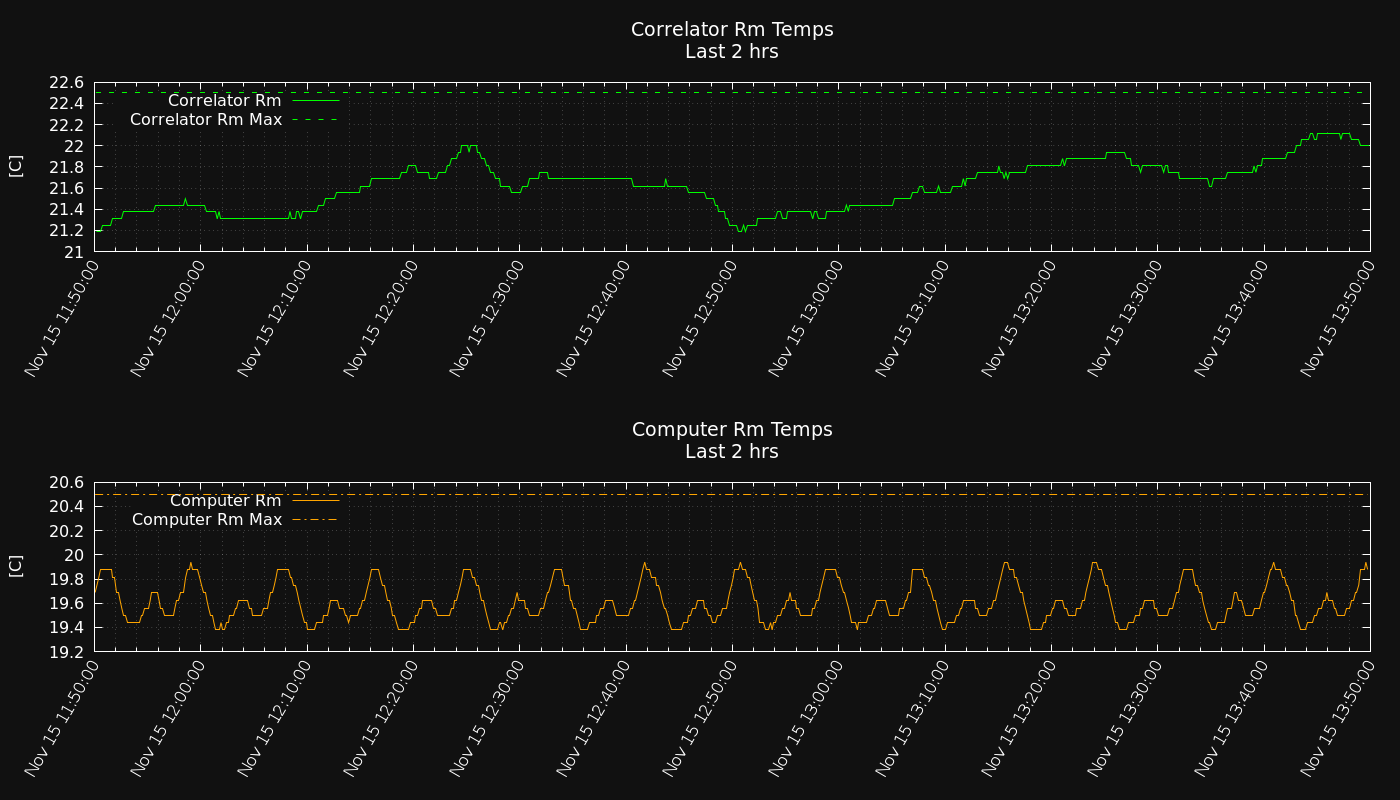 Correlator Rm Temps
Last 2 hrs
22.6
22.4
22.2
22
21.8
21.6
21.4
21.2
21
[C]
Correlator Rm
Correlator Rm Max
Nov 15 11:50:00
Nov 15 12:00:00
Nov 15 12:10:00
Nov 15 12:20:00
Nov 15 12:30:00
Nov 15 12:40:00
Nov 15 12:50:00
Nov 15 13:00:00
Nov 15 13:10:00
Nov 15 13:20:00
Nov 15 13:30:00
Nov 15 13:40:00
Nov 15 13:50:00
Computer Rm Temps
Last 2 hrs
20.6
20.4
20.2
20
19.8
19.6
19.4
19.2
[C]
Computer Rm
Computer Rm Max
Nov 15 11:50:00
Nov 15 12:00:00
Nov 15 12:10:00
Nov 15 12:20:00
Nov 15 12:30:00
Nov 15 12:40:00
Nov 15 12:50:00
Nov 15 13:00:00
Nov 15 13:10:00
Nov 15 13:20:00
Nov 15 13:30:00
Nov 15 13:40:00
Nov 15 13:50:00